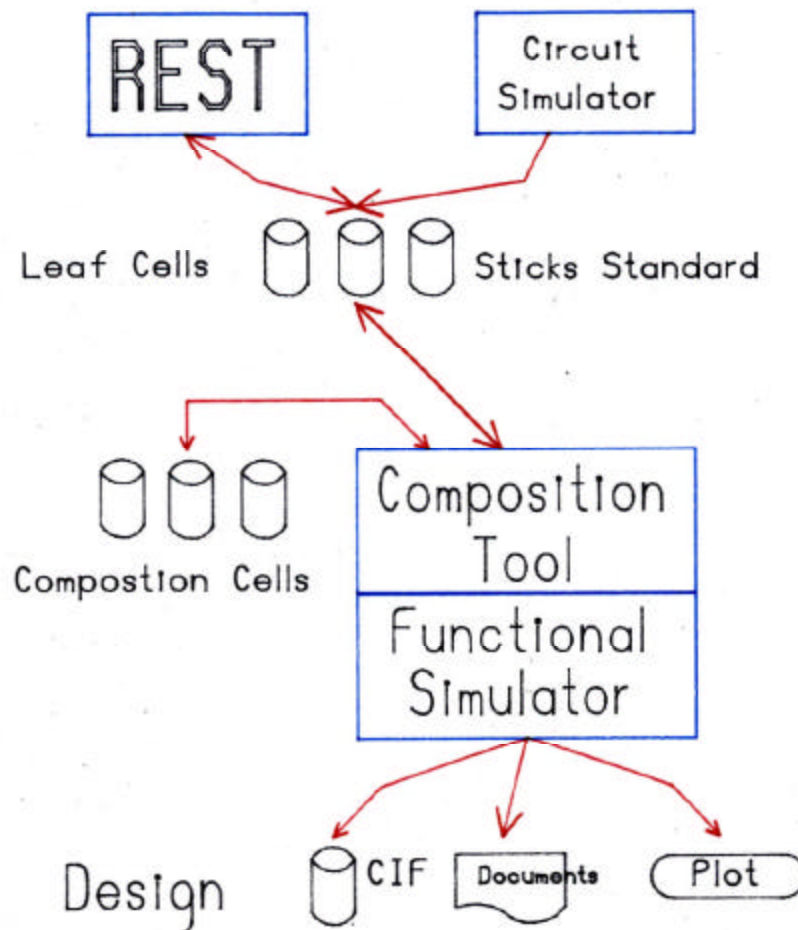 REST
Circuit
Simulator
Leaf Cells
Sticks Standard
Composition
Tool
Compostion Cells
Functional
Simulator
Design
CIF
Documents
Plot